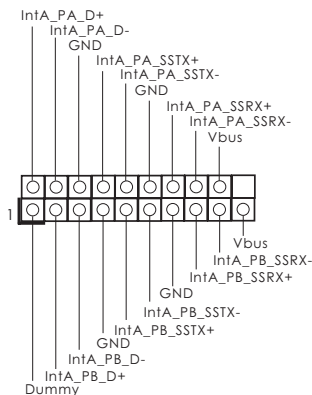 IntA_PA_D+
IntA_PA_D-
GND
IntA_PA_SSTX+
IntA_PA_SSTX-
GND
IntA_PA_SSRX+
IntA_PA_SSRX-
Vbus
1
Vbus
IntA_PB_SSRX-
IntA_PB_SSRX+
GND
IntA_PB_SSTX-
IntA_PB_SSTX+
GND
IntA_PB_D-
IntA_PB_D+
Dummy